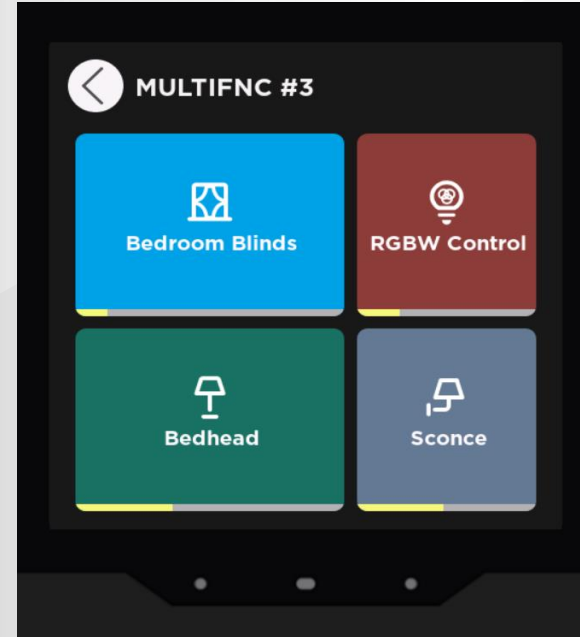 MULTIFNC #3
Bedroom Blinds
RGBW Control
Bedhead
Sconce